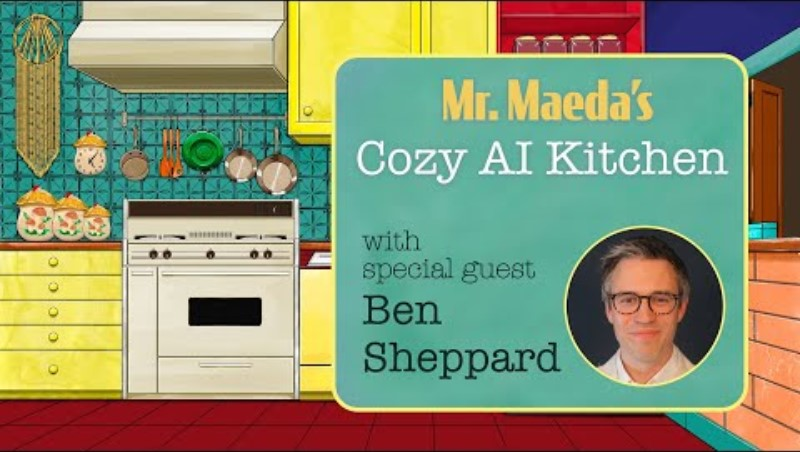 Mr. Maeda's
Cozy AI Kitchen
with
special guest
Ben
Sheppard